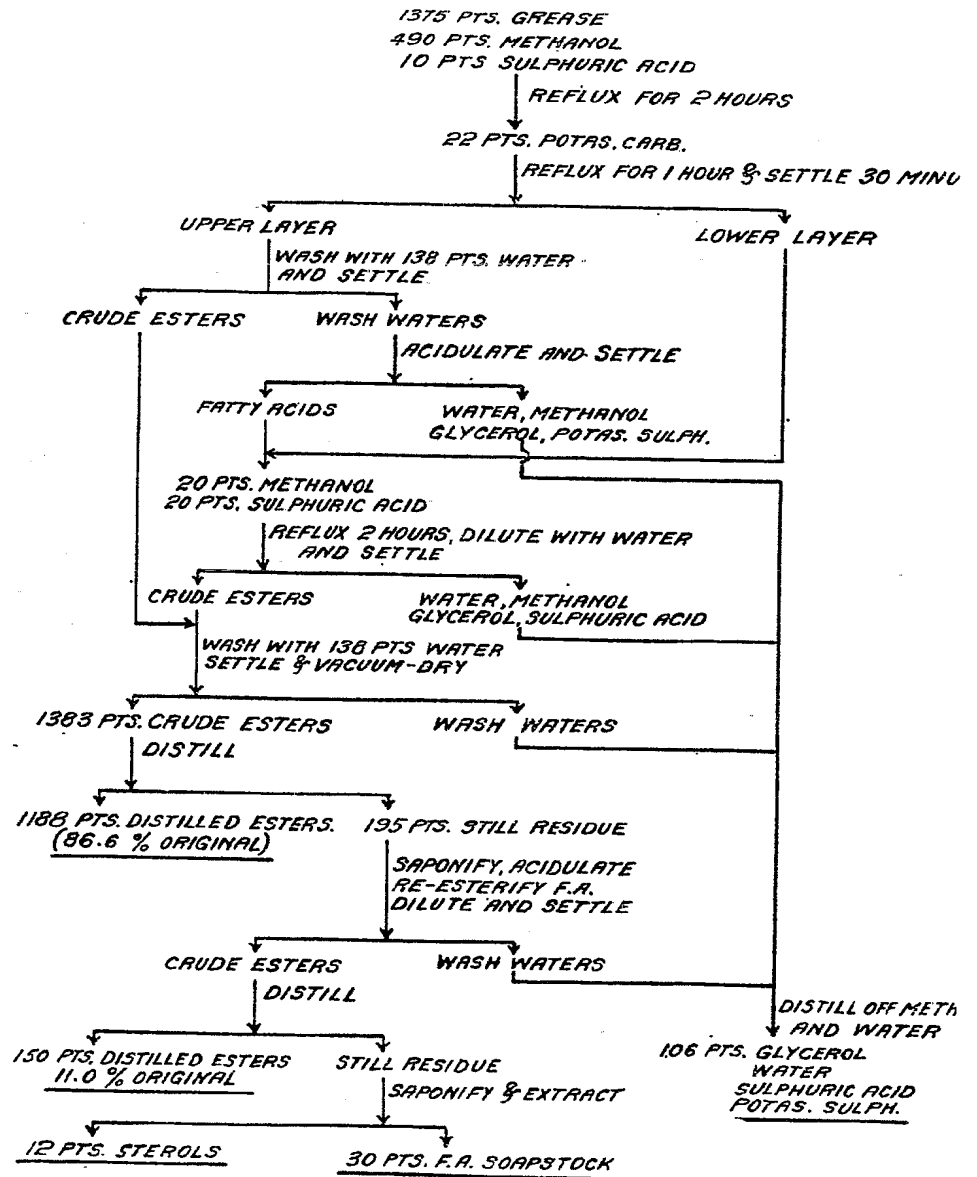 1375 PTS. GREASE
490 PTS. METHANOL
10 PTS SULPHURIC ACID
REFLUX FOR 2 HOURS
22 PTS. POTAS. CARB.
REFLUX FOR 1 HOUR & SETTLE 30 MINU
UPPER LAYER
LOWER LAYER
WASH WITH 138 PTS. WATER
AND SETTLE
CRUDE ESTERS
WASH WATERS
ACIDULATE AND SETTLE
FATTY ACIDS
WATER, METHANOL
GLYCEROL, POTAS. SULPH.
20 PTS. METHANOL
20 PTS. SULPHURIC ACID
REFLUX 2 HOURS, DILUTE WITH WATER
AND SETTLE
CRUDE ESTERS
WATER, METHANOL
GLYCEROL, SULPHURIC ACID
WASH WITH 138 PTS WATER
SETTLE & VACUUM-DRY
1383 PTS. CRUDE ESTERS
WASH WATERS
DISTILL
1188 PTS. DISTILLED ESTERS.
(86.6 % ORIGINAL)
195 PTS. STILL RESIDUE
SAPONIFY, ACIDULATE
RE-ESTERIFY F.A.
DILUTE AND SETTLE
CRUDE ESTERS
WASH WATERS
DISTILL
DISTILL OFF METH
AND WATER
150 PTS. DISTILLED ESTERS
11.0 % ORIGINAL
STILL RESIDUE
106 PTS. GLYCEROL
WATER
SULPHURIC ACID
POTAS. SULPH.
SAPONIFY & EXTRACT
12 PTS. STEROLS
30 PTS. F.A. SOAPSTOCK